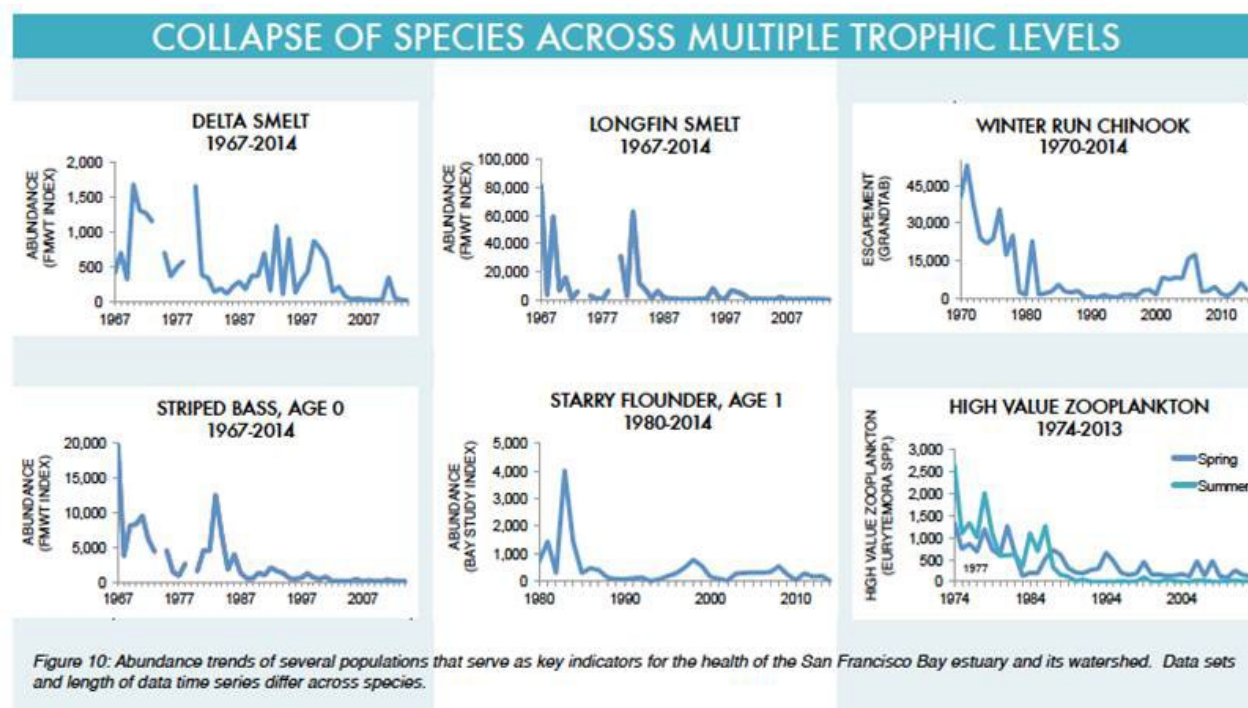 COLLAPSE OF SPECIES ACROSS MULTIPLE TROPHIC LEVELS
DELTA SMELT
1967-2014
ABUNDANCE
(FMWT INDEX)
2,000
1,500
1,000
500
0
1967
1977
1987
1997
2007
LONGFIN SMELT
1967-2014
ABUNDANCE
(FMWT INDEX)
100,000
80,000
60,000
40,000
20,000
0
1967
1977
1987
1997
2007
WINTER RUN CHINOOK
1970-2014
ESCAPEMENT
(GRANDTAB)
45,000
30,000
15,000
0
1970
1980
1990
2000
2010
STRIPED BASS, AGE 0
1967-2014
ABUNDANCE
(FMWT INDEX)
20,000
15,000
10,000
5,000
0
1967
1977
1987
1997
2007
STARRY FLOUNDER, AGE 1
1980-2014
ABUNDANCE
(BAY STUDY INDEX)
5,000
4,000
3,000
2,000
1,000
0
1980
1990
2000
2010
HIGH VALUE ZOOPLANKTON
1974-2013
HIGH VALUE ZOOPLANKTON
(EURYTEMORA SPP.)
3,000
2,500
2,000
1,500
1,000
500
0
Spring
Summer
1977
1974
1984
1994
2004
Figure 10: Abundance trends of several populations that serve as key indicators for the health of the San Francisco Bay estuary and its watershed. Data sets
and length of data time series differ across species.